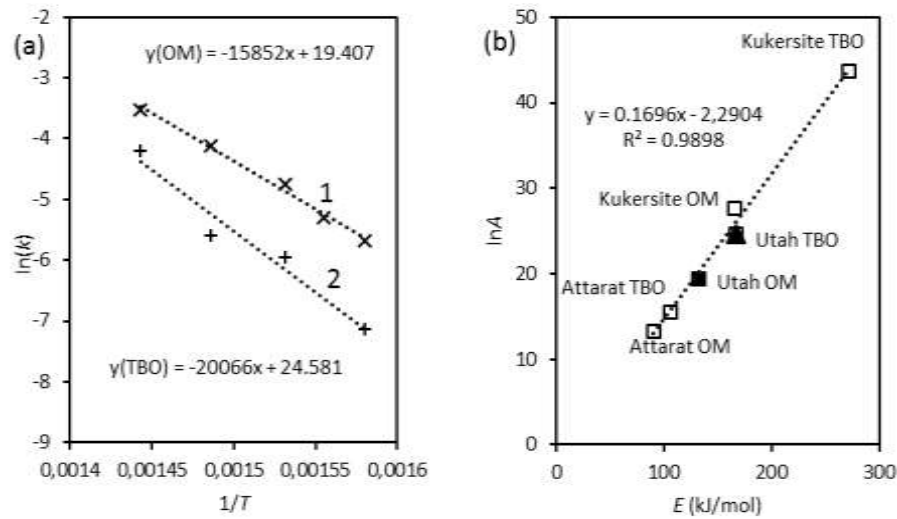 (a)
y(OM) = -15852x + 19.407
-2
-3
-4
-5
-6
-7
-8
-9
ln(k)
1
2
y(TBO) = -20066x + 24.581
0,0014 0,00145 0,0015 0,00155 0,0016
1/T
(b)
Kukersite TBO
y = 0.1696x - 2,2904
R² = 0.9898
Kukersite OM
Utah TBO
Attarat TBO
Utah OM
Attarat OM
50
40
30
20
10
0
lnA
0 100 200 300
E (kJ/mol)